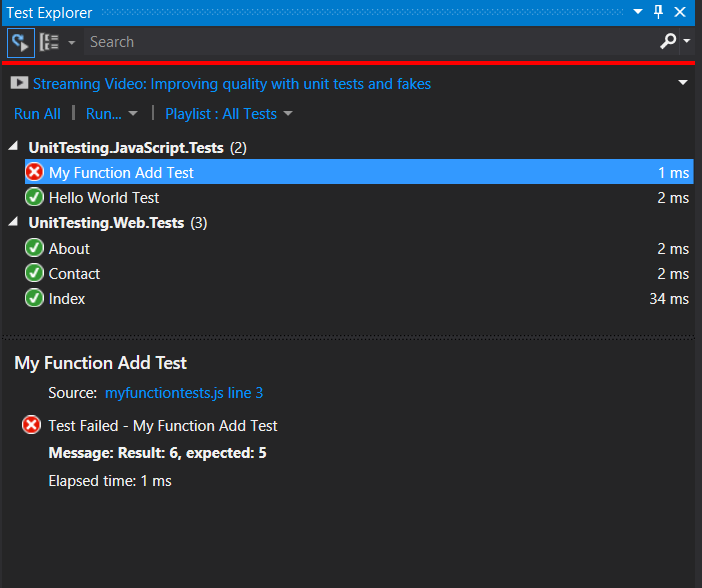 Test Explorer
Search
Streaming Video: Improving quality with unit tests and fakes
Run All | Run... | Playlist : All Tests
UnitTesting.JavaScript.Tests (2)
My Function Add Test 1 ms
Hello World Test 2 ms
UnitTesting.Web.Tests (3)
About 2 ms
Contact 2 ms
Index 34 ms
My Function Add Test
Source: myfunctiontests.js line 3
Test Failed - My Function Add Test
Message: Result: 6, expected: 5
Elapsed time: 1 ms